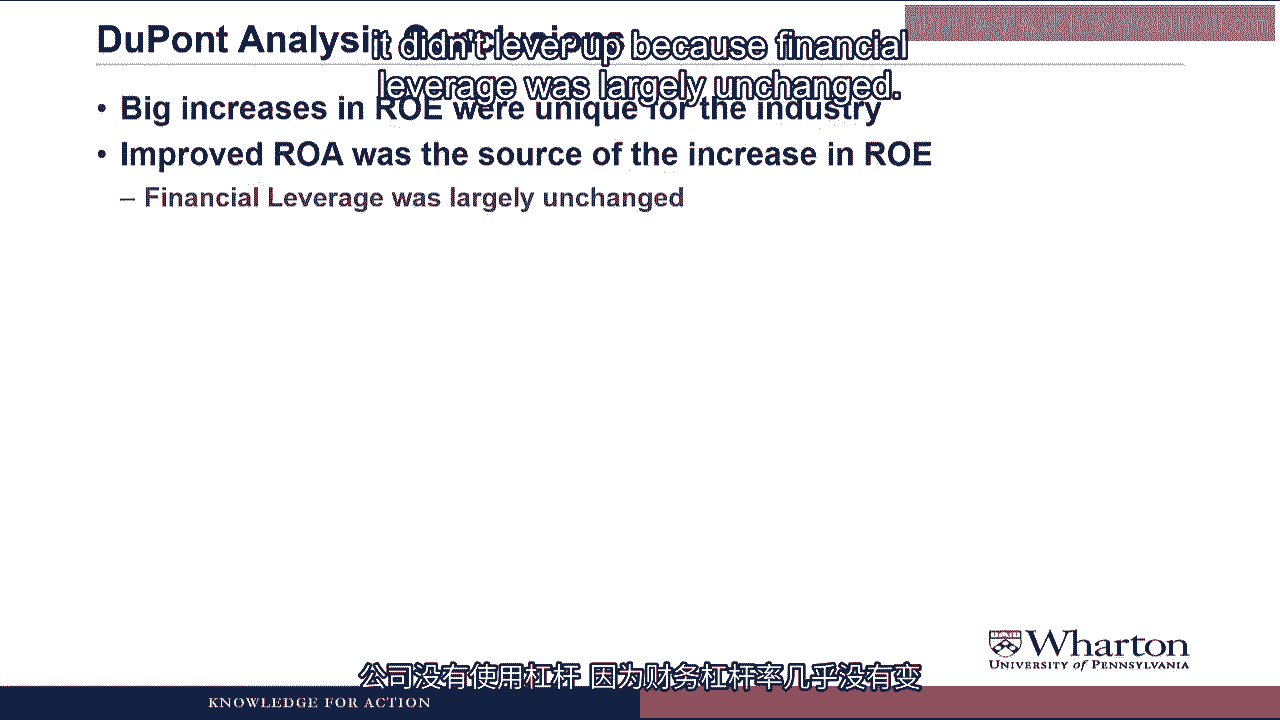 DuPont Analysis Conclusions
it didn't lever up because financial
leverage was largely unchanged.
• Big increases in ROE were unique for the industry
• Improved ROA was the source of the increase in ROE
– Financial Leverage was largely unchanged
Wharton
UNIVERSITY of PENNSYLVANIA
公司没有使用杠杆 因为财务杠杆率几乎没有变
KNOWLEDGE FOR ACTION